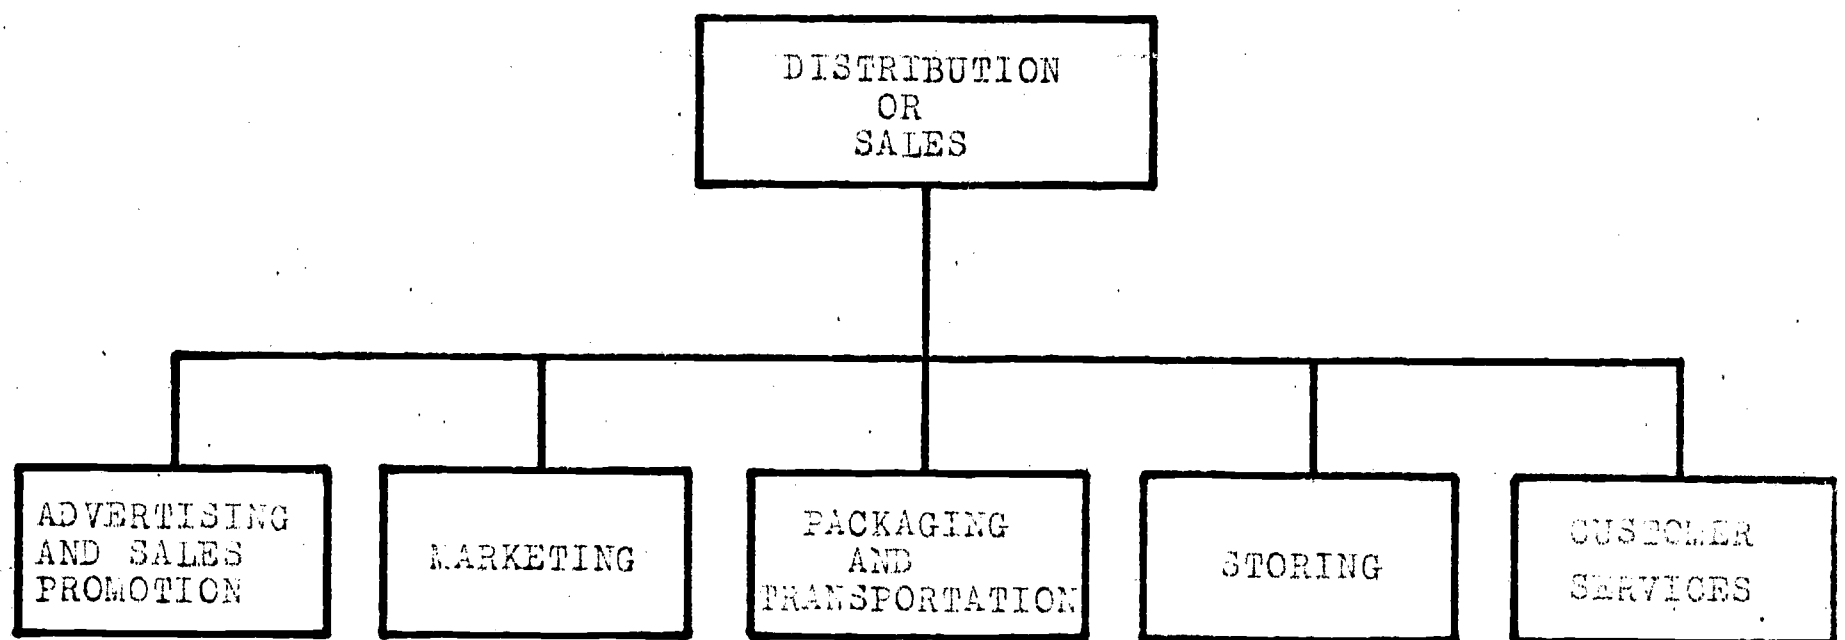 DISTRIBUTION
OR
SALES
ADVERTISING
AND SALES
PROMOTION
MARKETING
PACKAGING
AND
TRANSPORTATION
STORING
CUSTOMER
SERVICES